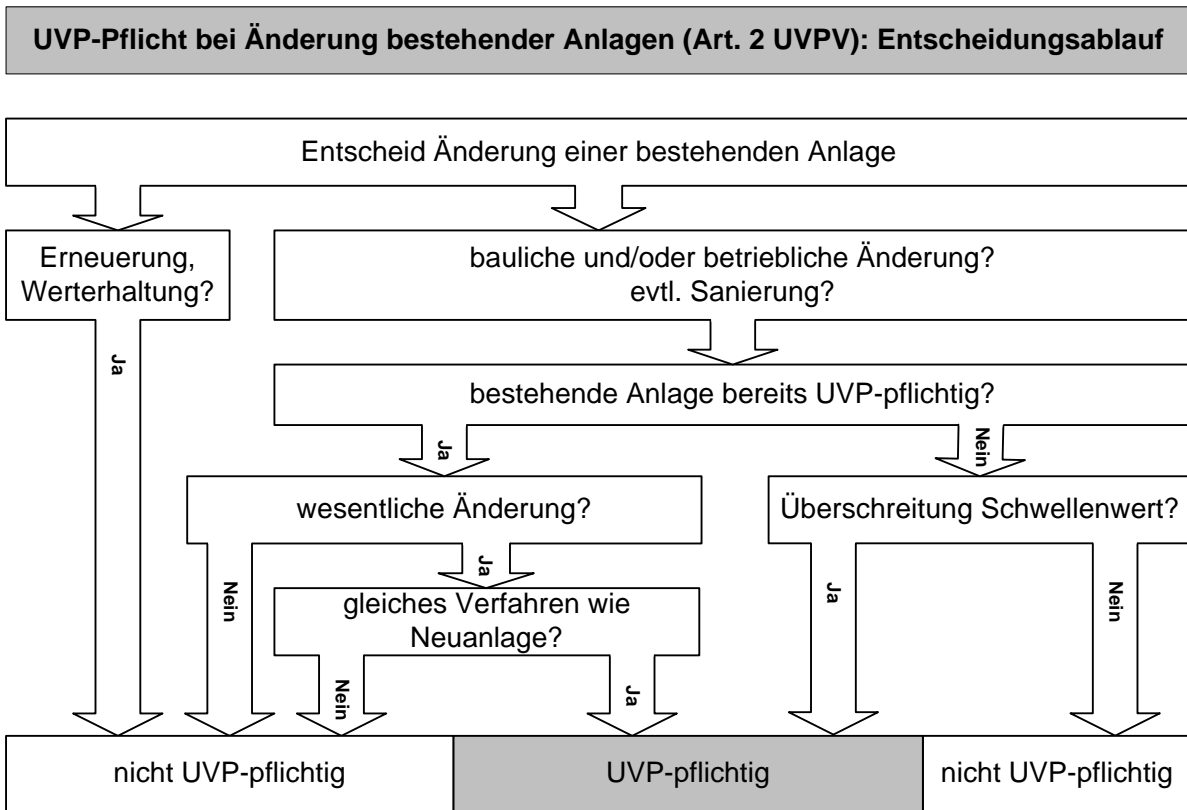 UVP-Pflicht bei Änderung bestehender Anlagen (Art. 2 UVPV): Entscheidungsablauf
Entscheid Änderung einer bestehenden Anlage
Erneuerung,
Werterhaltung?
bauliche und/oder betriebliche Änderung?
evtl. Sanierung?
Ja
bestehende Anlage bereits UVP-pflichtig?
Ja
Nein
wesentliche Änderung?
Überschreitung Schwellenwert?
Nein
Ja
Ja
Nein
gleiches Verfahren wie
Neuanlage?
Nein
Ja
nicht UVP-pflichtig
UVP-pflichtig
nicht UVP-pflichtig